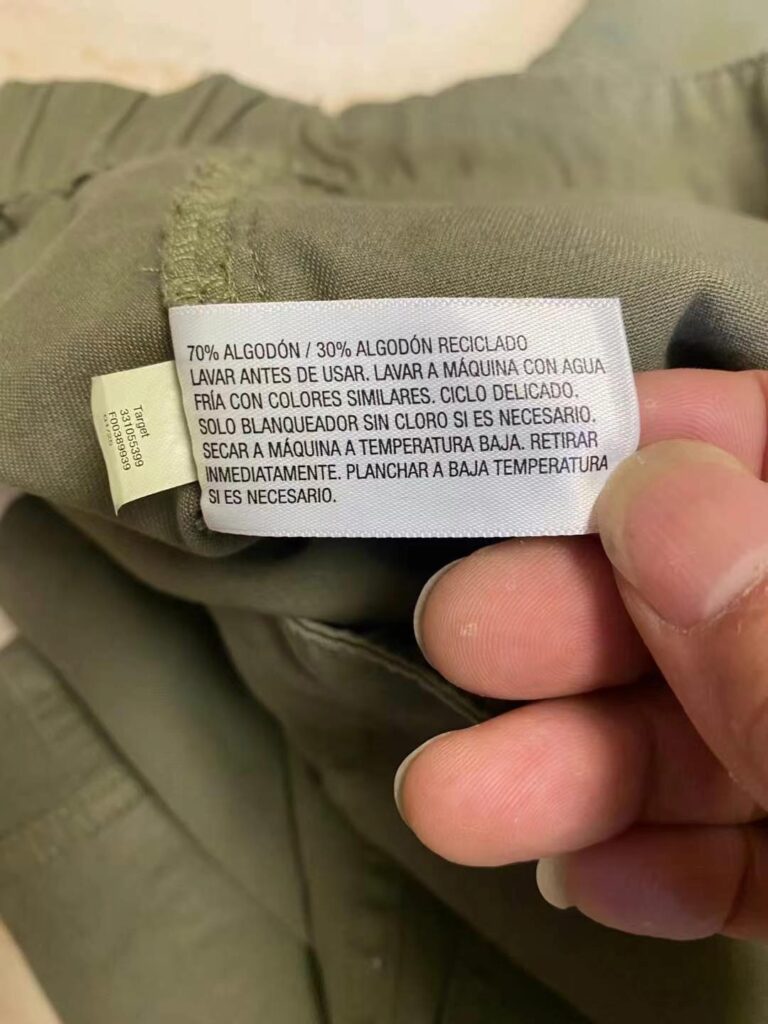 70% ALGODÓN / 30% ALGODÓN RECICLADO
LAVAR ANTES DE USAR. LAVAR A MÁQUINA CON AGUA
FRÍA CON COLORES SIMILARES. CICLO DELICADO.
SOLO BLANQUEADOR SIN CLORO SI ES NECESARIO.
SECAR A MÁQUINA A TEMPERATURA BAJA. RETIRAR
INMEDIATAMENTE. PLANCHAR A BAJA TEMPERATURA
SI ES NECESARIO.
Target
331055399
F00389939
01/25